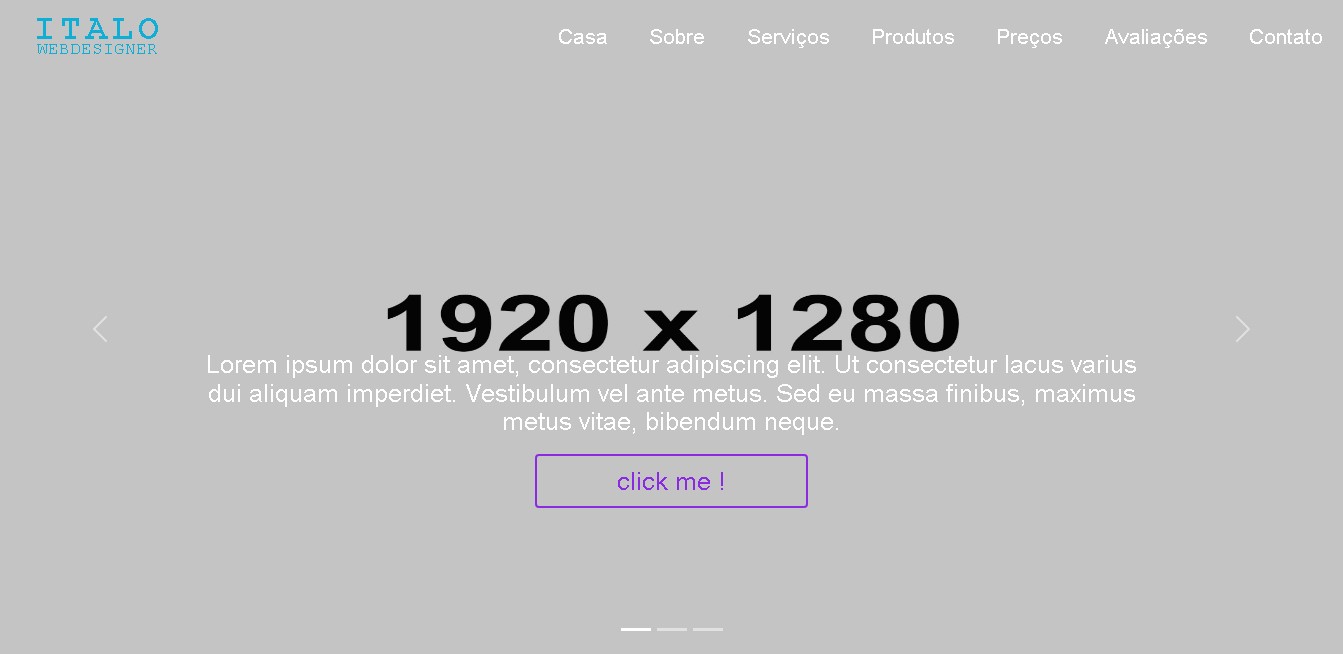 ITALO
WEBDESIGNER
Casa Sobre Serviços Produtos Preços Avaliações Contato
1920 x 1280
Lorem ipsum dolor sit amet, consectetur adipiscing elit. Ut consectetur lacus varius
dui aliquam imperdiet. Vestibulum vel ante metus. Sed eu massa finibus, maximus
metus vitae, bibendum neque.
click me !